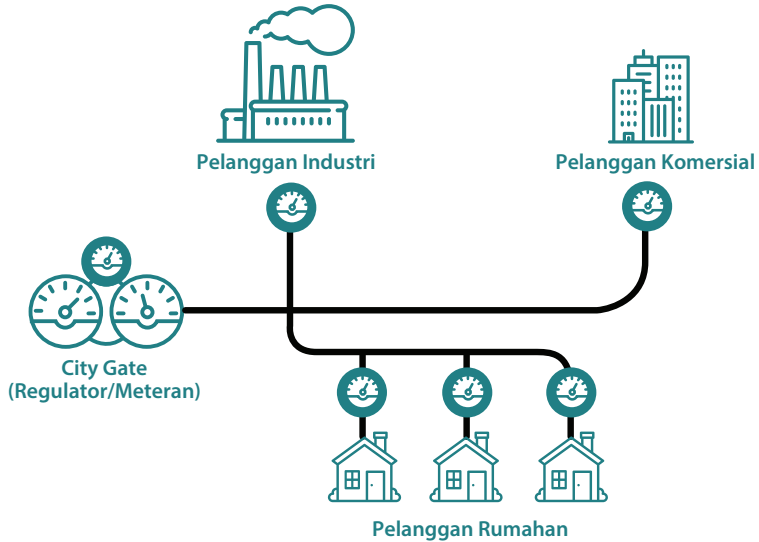 Pelanggan Industri
Pelanggan Komersial
City Gate
(Regulator/Meteran)
Pelanggan Rumahan